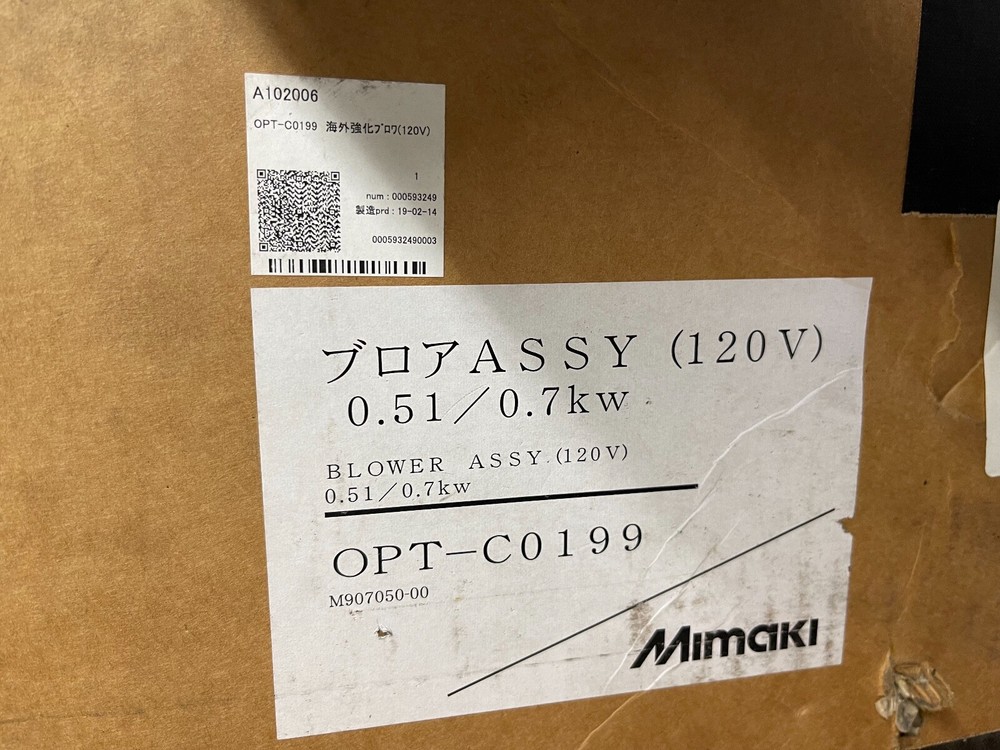 A102006
OPT-C0199 海外強化ブロワ(120V)
1
num : 000593249
製造prd : 19-02-14
0005932490003
ブロアASSY (120V)
0.51/0.7kw
BLOWER ASSY.(120V)
0.51/0.7kw
OPT-C0199
M907050-00
Mimaki